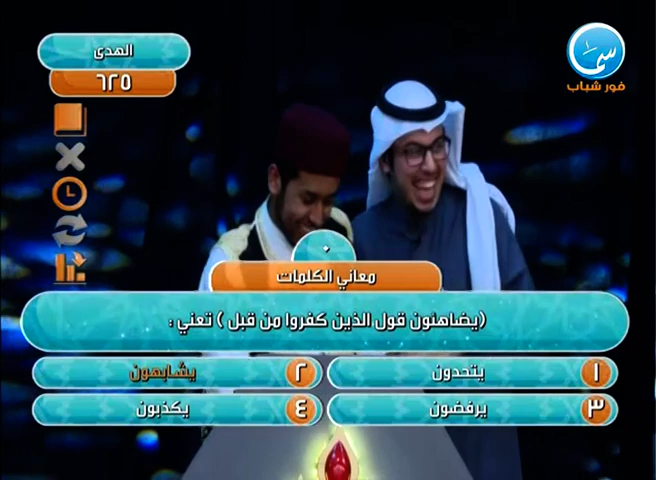 الهدى
٦٢٥
سما
فور شباب
٠
معاني الكلمات
(يضاهئون قول الذين كفروا من قبل ) تعني :
١ يتحدون
٢ يشابهون
٣ يرفضون
٤ يكذبون